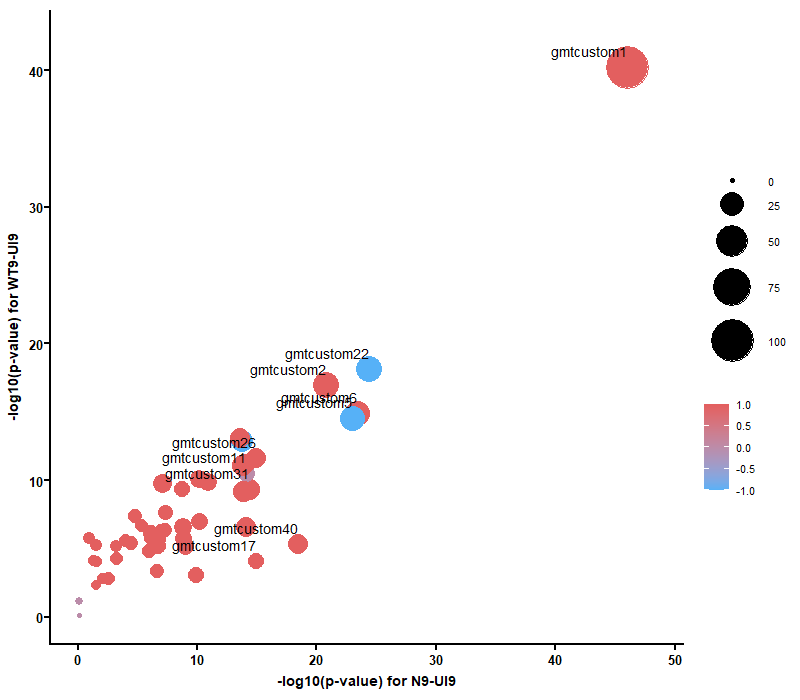 gmtcustom1
gmtcustom22
gmtcustom2
gmtcustom6
gmtcustom5
gmtcustom26
gmtcustom11
gmtcustom31
gmtcustom40
gmtcustom17
40
30
20
10
0
-log10(p-value) for WT9-UI9
0
10
20
30
40
50
-log10(p-value) for N9-UI9
0
25
50
75
100
1.0
0.5
0.0
-0.5
-1.0